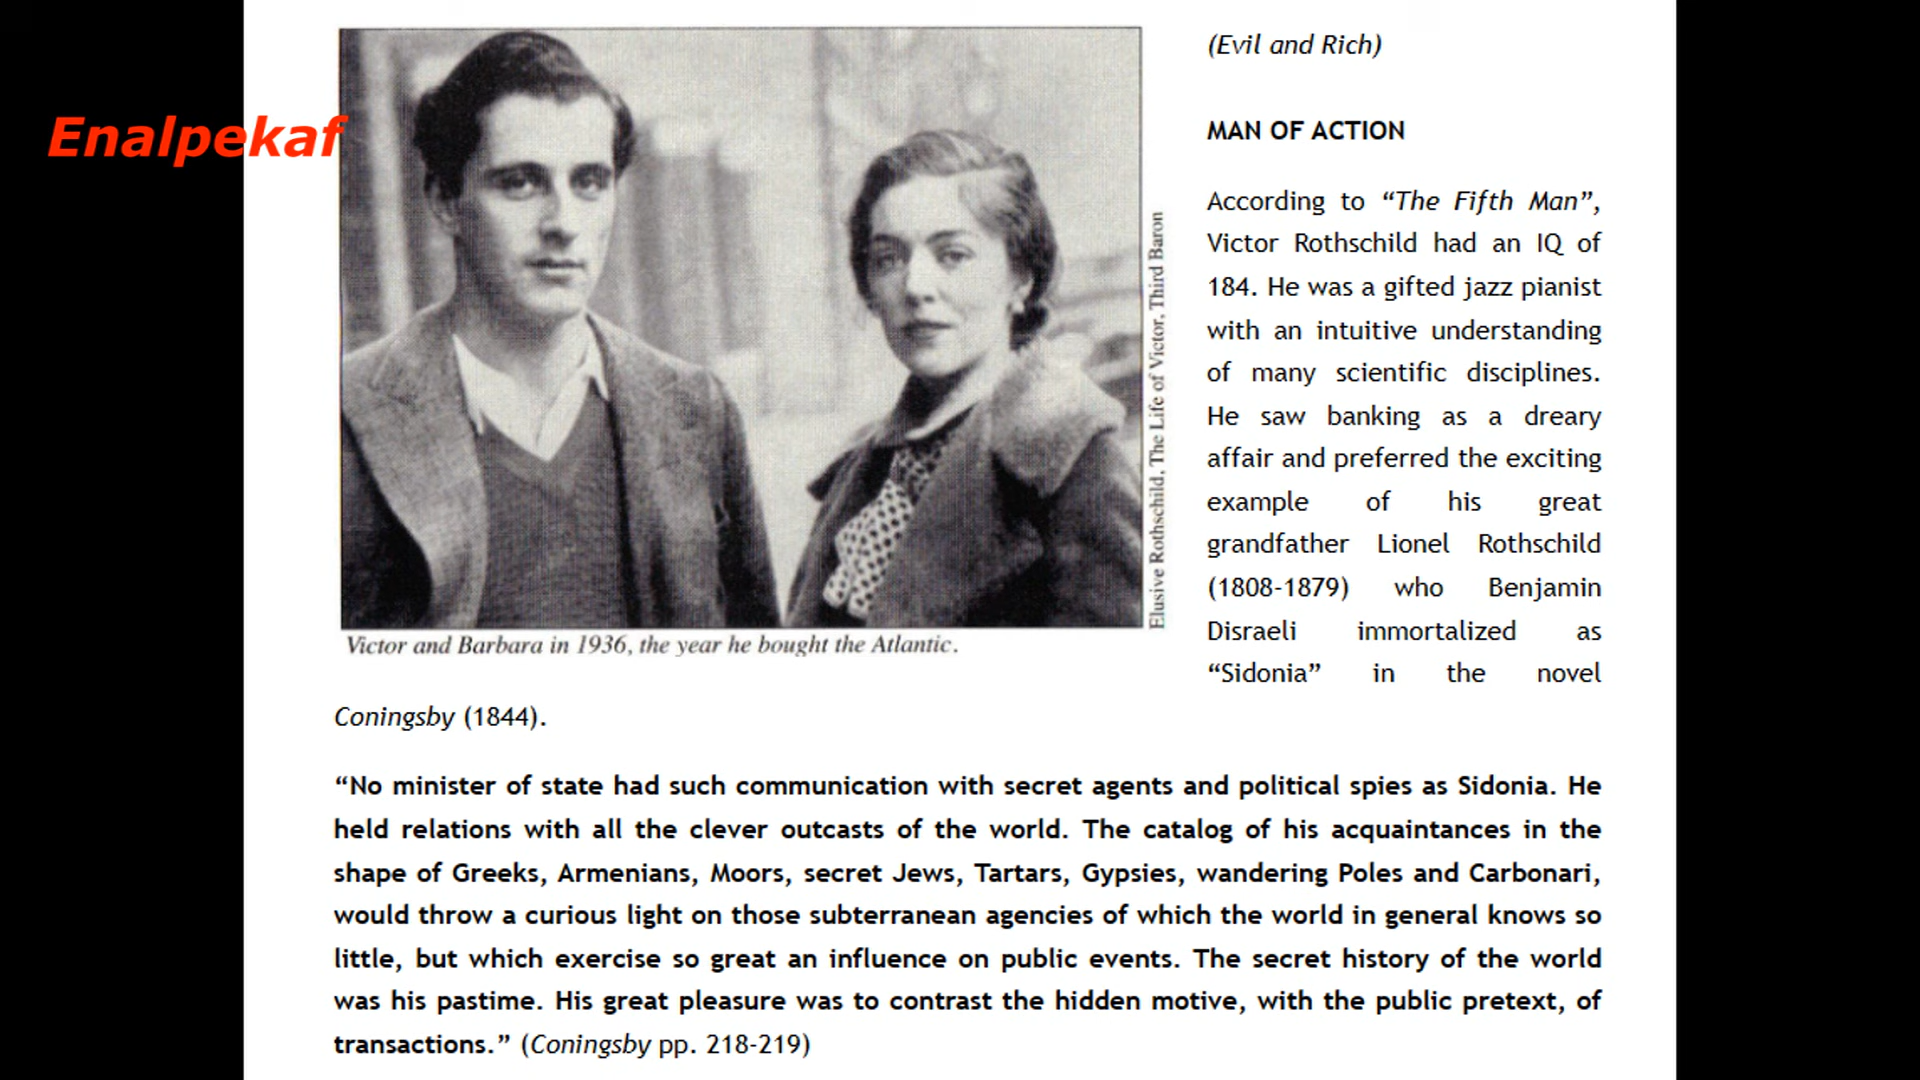 Enalpekaf
(Evil and Rich)
MAN OF ACTION
According to “The Fifth Man”,
Victor Rothschild had an IQ of
184. He was a gifted jazz pianist
with an intuitive understanding
of many scientific disciplines.
He saw banking as a dreary
affair and preferred the exciting
example of his great
grandfather Lionel Rothschild
(1808-1879) who Benjamin
Disraeli immortalized as
“Sidonia” in the novel
Coningsby (1844).
Elusive Rothschild, The Life of Victor, Third Baron
Victor and Barbara in 1936, the year he bought the Atlantic.
“No minister of state had such communication with secret agents and political spies as Sidonia. He
held relations with all the clever outcasts of the world. The catalog of his acquaintances in the
shape of Greeks, Armenians, Moors, secret Jews, Tartars, Gypsies, wandering Poles and Carbonari,
would throw a curious light on those subterranean agencies of which the world in general knows so
little, but which exercise so great an influence on public events. The secret history of the world
was his pastime. His great pleasure was to contrast the hidden motive, with the public pretext, of
transactions.” (Coningsby pp. 218-219)